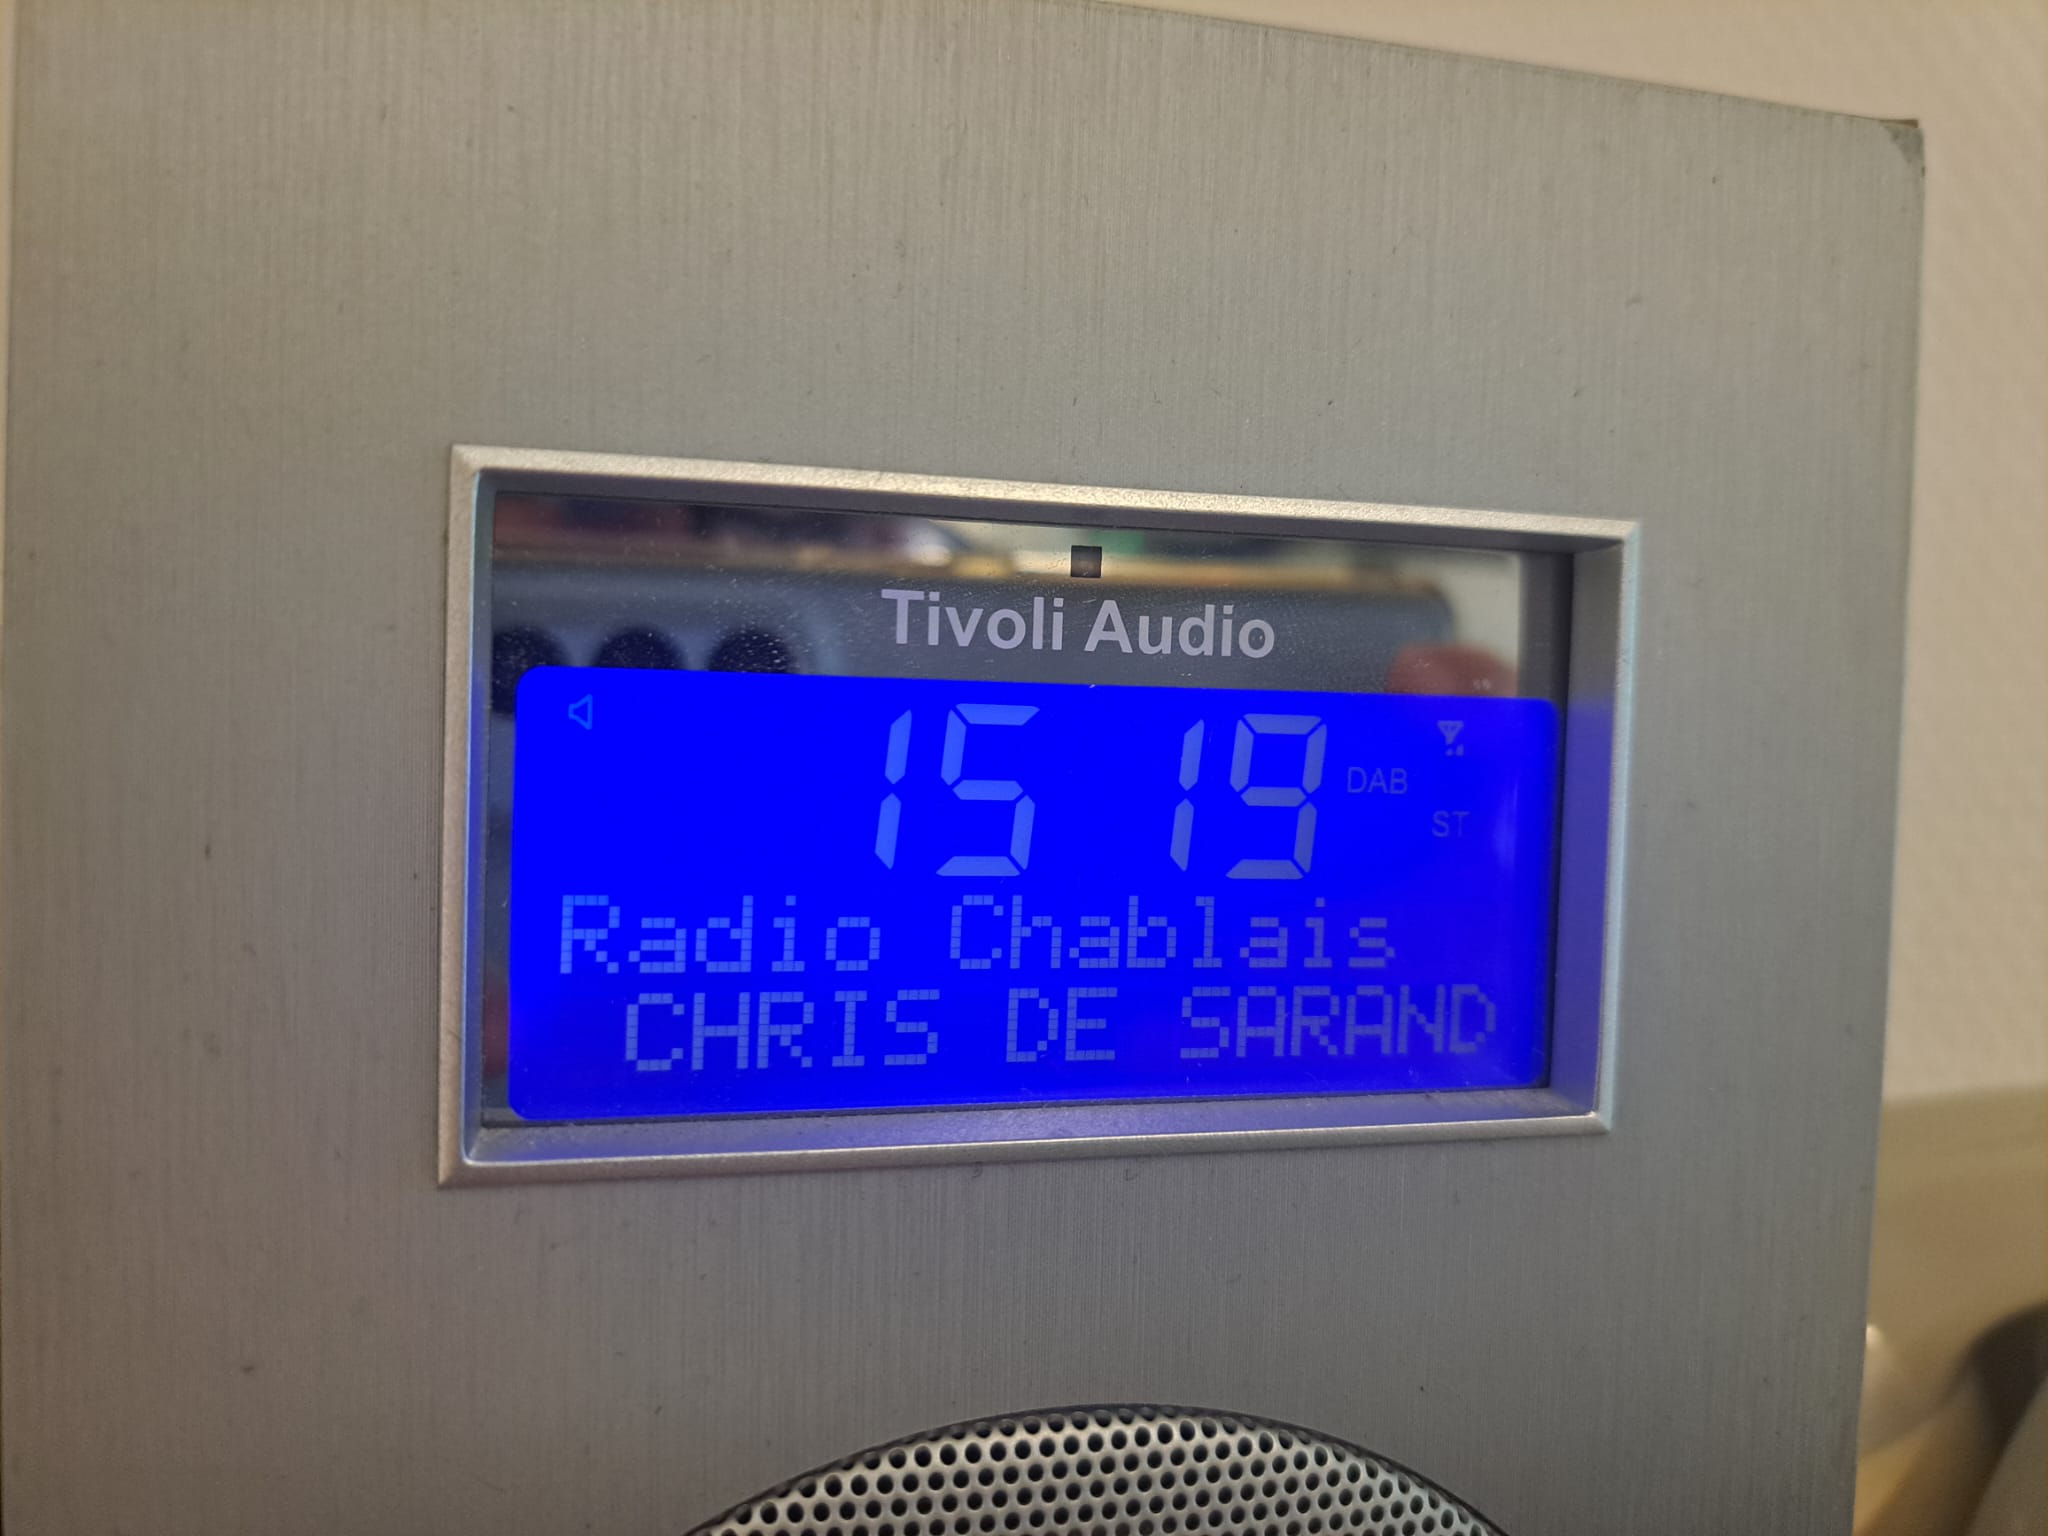 Tivoli Audio
15 19
DAB
ST
Radio Chablais
CHRIS DE SARAND